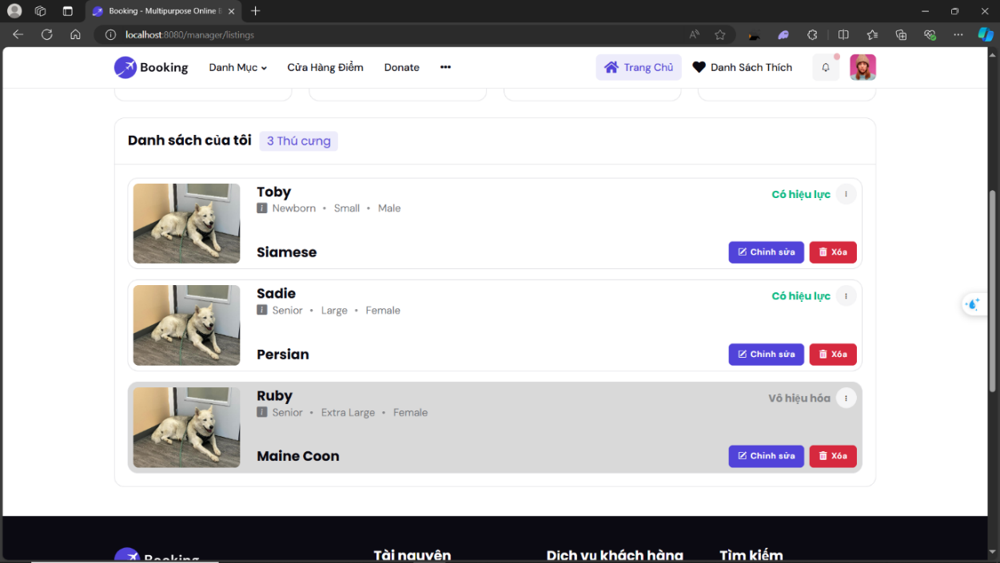 Booking - Multipurpose Online B
localhost:8080/manager/listings
Booking Danh Mục Cửa Hàng Điểm Donate ••• Trang Chủ Danh Sách Thích
Danh sách của tôi 3 Thú cưng
Toby Có hiệu lực
Newborn • Small • Male
Siamese Chỉnh sửa Xóa
Sadie Có hiệu lực
Senior • Large • Female
Persian Chỉnh sửa Xóa
Ruby Vô hiệu hóa
Senior • Extra Large • Female
Maine Coon Chỉnh sửa Xóa
Booking Tài nguyên Dịch vụ khách hàng Tìm kiếm